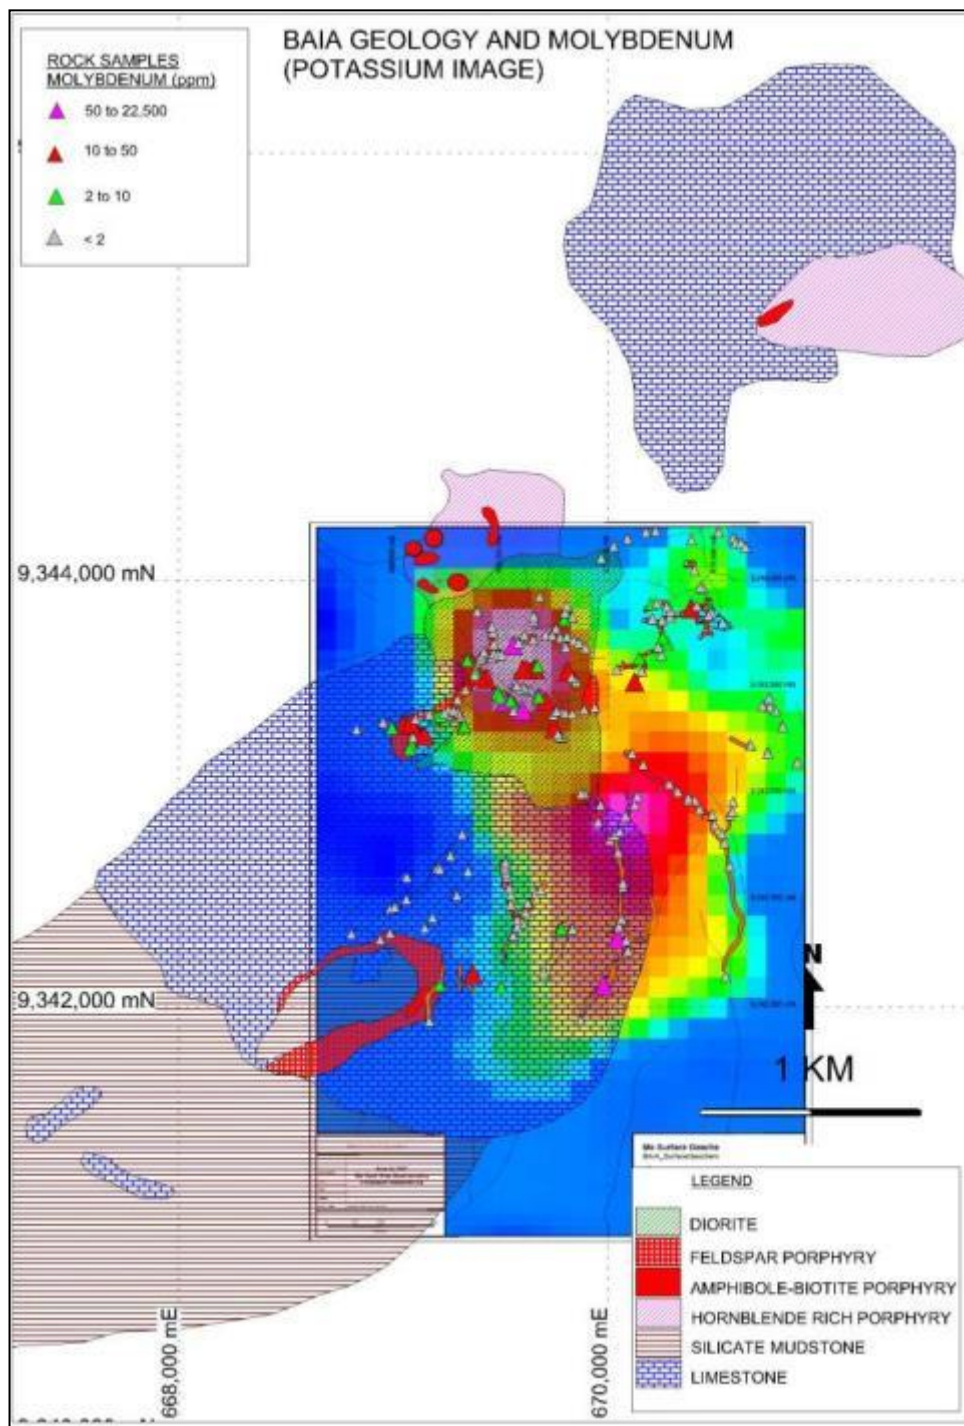 BAIA GEOLOGY AND MOLYBDENUM
(POTASSIUM IMAGE)
ROCK SAMPLES
MOLYBDENUM (ppm)
50 to 22,500
10 to 50
2 to 10
< 2
9,344,000 mN
9,342,000 mN
N
1 KM
668,000 mE
670,000 mE
LEGEND
DIORITE
FELDSPAR PORPHYRY
AMPHIBOLE-BIOTITE PORPHYRY
HORNBLENDE RICH PORPHYRY
SILICATE MUDSTONE
LIMESTONE